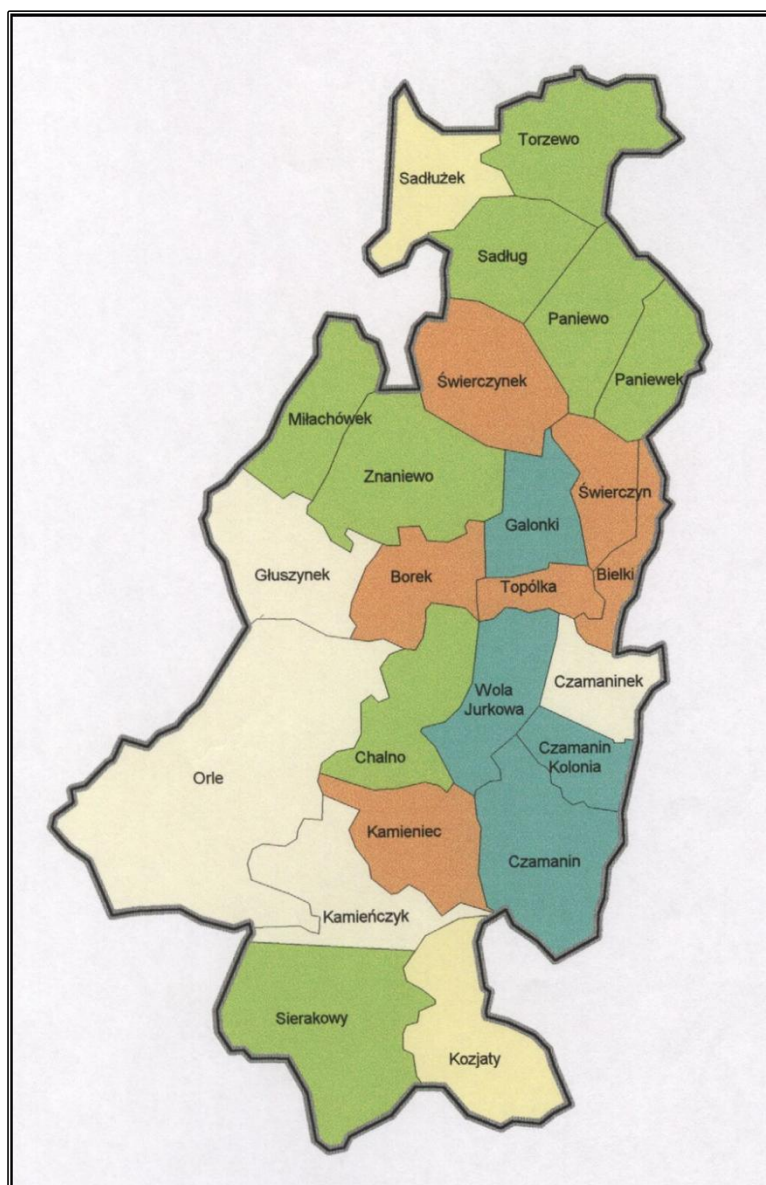 Torzewo
Sadłużek
Sadług
Paniewo
Paniewek
Świerczynek
Miłachówek
Znaniewo
Świerczyn
Galonki
Głuszynek
Borek
Topólka
Bielki
Czamaninek
Wola
Jurkowa
Czamanin
Kolonia
Chalno
Orle
Kamieniec
Czamanin
Kamieńczyk
Sierakowy
Kozjaty